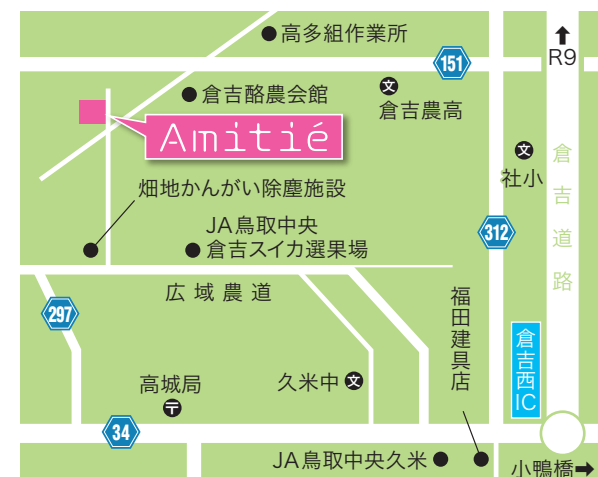 高多組作業所
R9
151
倉吉酪農会館
倉吉農高
Amitié
文
文
社小
倉吉道路
畑地かんがい除塵施設
JA鳥取中央
倉吉スイカ選果場
312
広域農道
297
福田建具店
倉吉西IC
高城局
〒
久米中
文
34
JA鳥取中央久米
小鴨橋➡